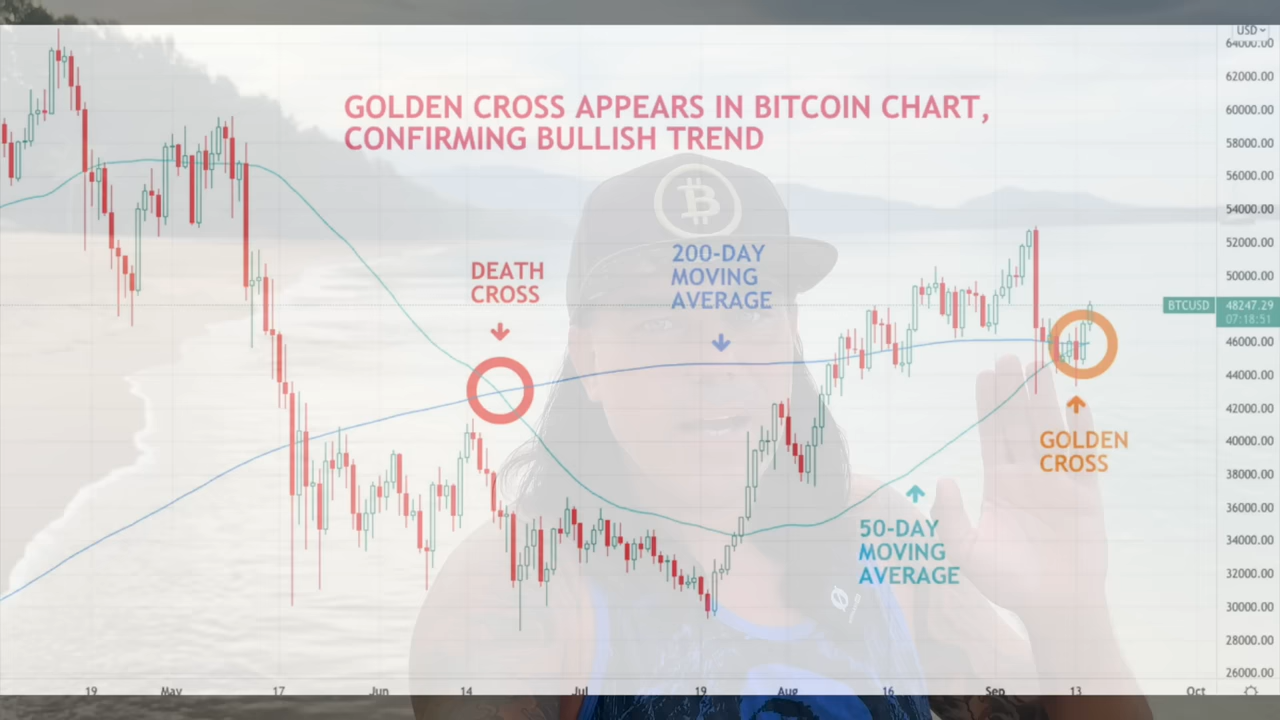 USD
64000.00
62000.00
GOLDEN CROSS APPEARS IN BITCOIN CHART,
60000.00
CONFIRMING BULLISH TREND
58000.00
56000.00
54000.00
52000.00
200-DAY
MOVING
AVERAGE
DEATH
CROSS
50000.00
BTCUSD 48247.29
07:18:51
46000.00
44000.00
42000.00
GOLDEN
CROSS
40000.00
38000.00
36000.00
50-DAY
MOVING
AVERAGE
34000.00
32000.00
30000.00
28000.00
26000.00
19 May 17 Jun 14 Jul 19 Aug 16 Sep 13 Oct